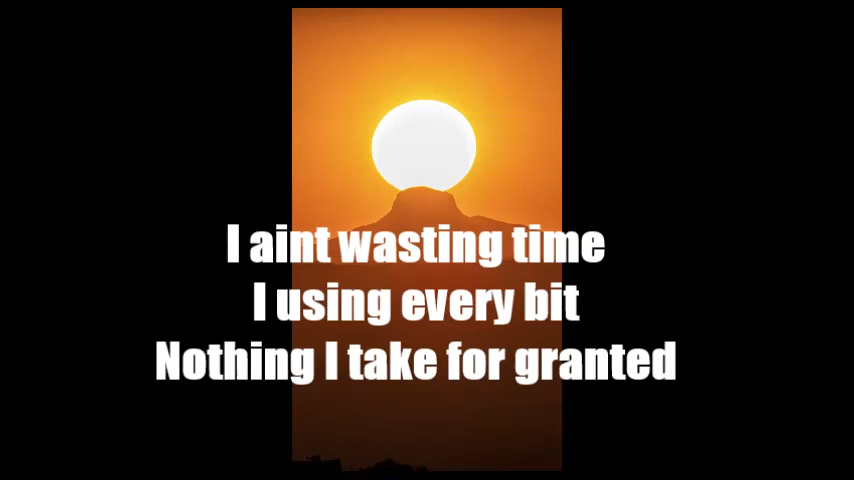 I aint wasting time
I using every bit
Nothing I take for granted